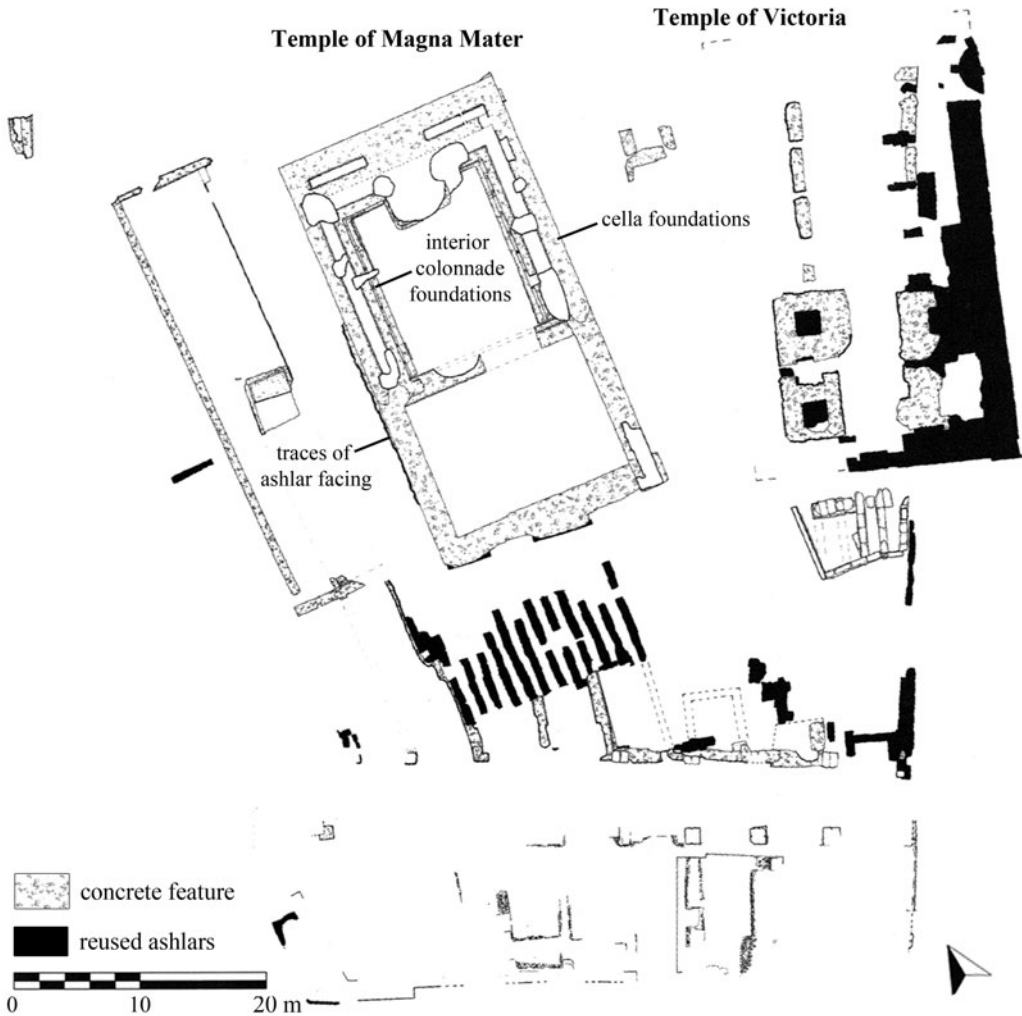 Temple of Victoria
Temple of Magna Mater
cella foundations
interior
colonnade
foundations
traces of
ashlar facing
concrete feature
reused ashlars
0 10 20 m